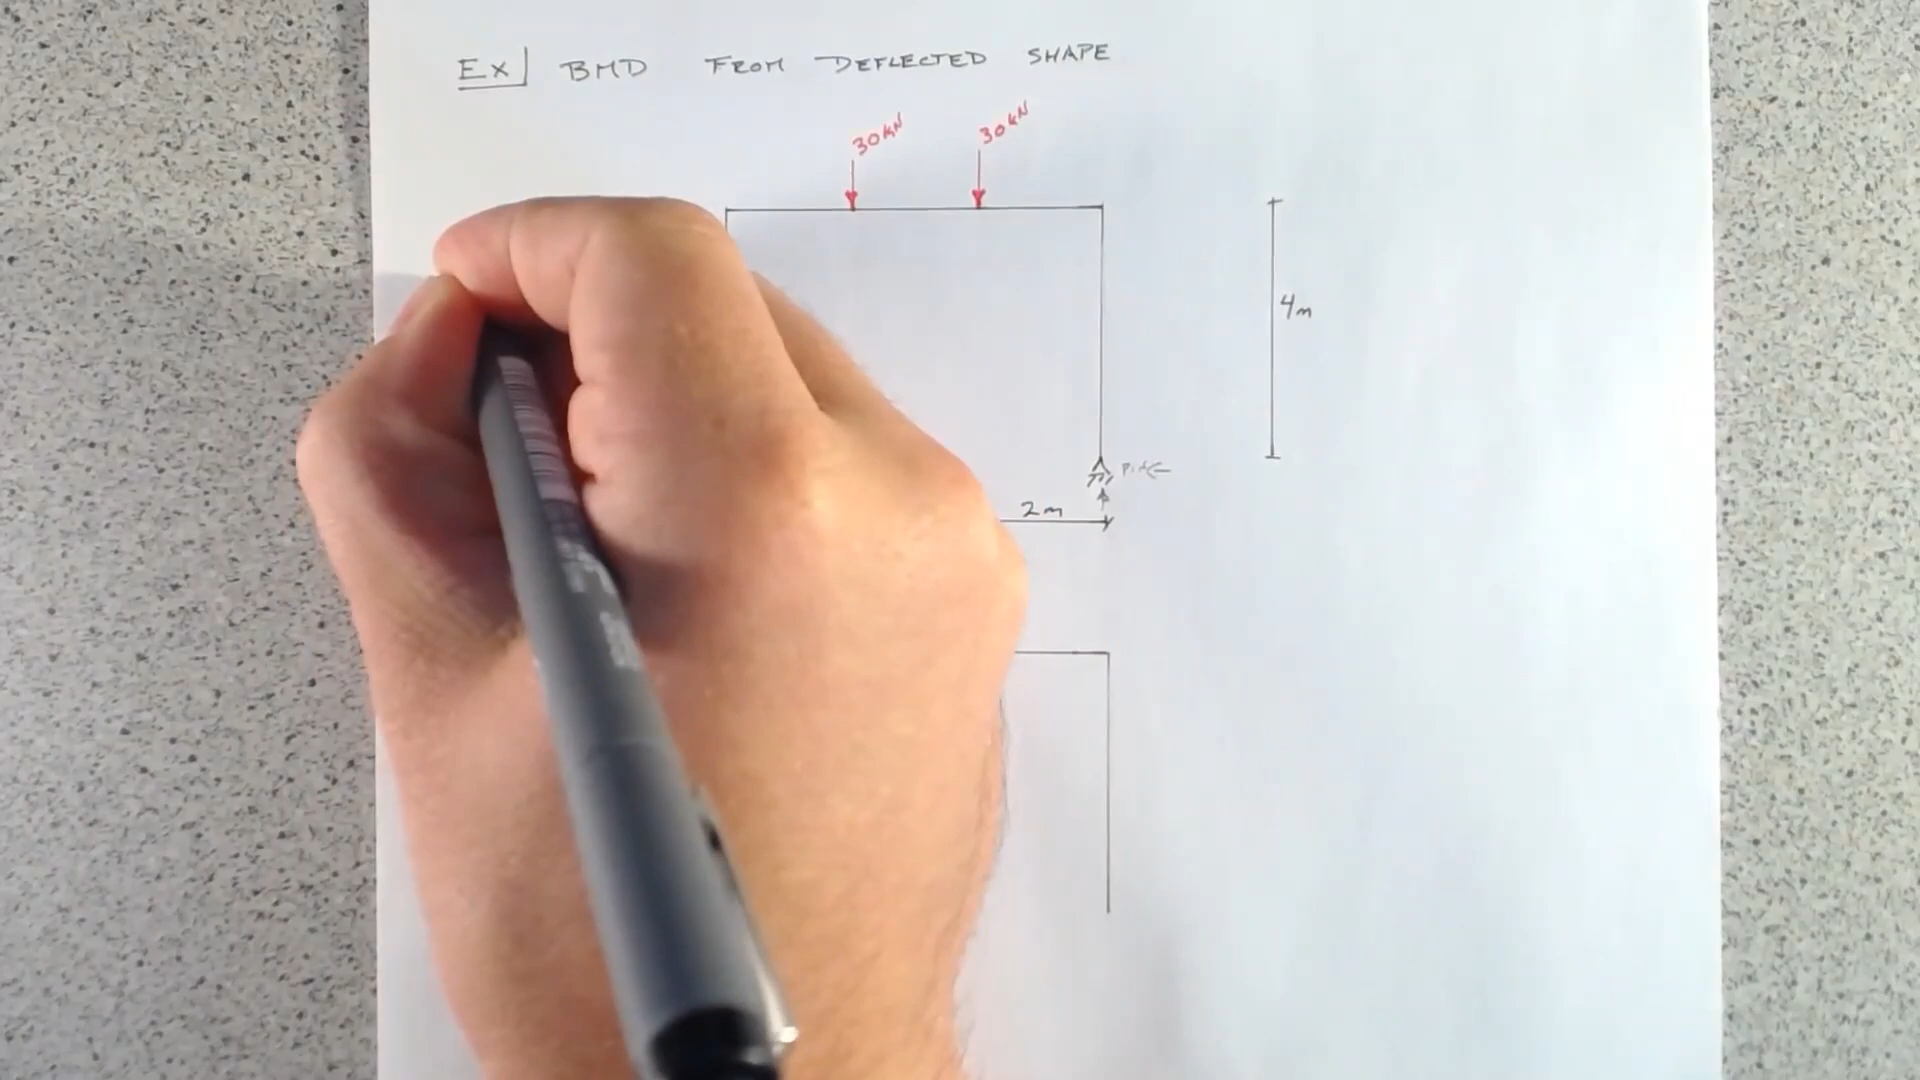 Ex BMD FROM DEFLECTED SHAPE
30kN 30kN
4m
PIN
2m